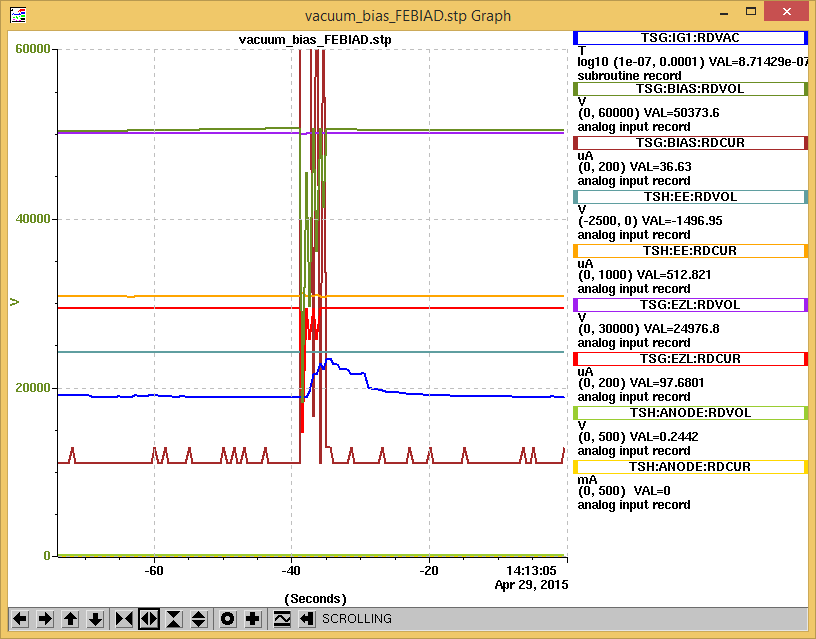 vacuum_bias_FEBIAD.stp Graph
vacuum_bias_FEBIAD.stp
60000
40000
V
20000
0
-60
-40
-20
14:13:05
Apr 29, 2015
(Seconds)
TSG:IG1:RDVAC
T
log10 (1e-07, 0.0001) VAL=8.71429e-07
subroutine record
TSG:BIAS:RDVOL
V
(0, 60000) VAL=50373.6
analog input record
TSG:BIAS:RDCUR
uA
(0, 200) VAL=36.63
analog input record
TSH:EE:RDVOL
V
(-2500, 0) VAL=-1496.95
analog input record
TSH:EE:RDCUR
uA
(0, 1000) VAL=512.821
analog input record
TSG:EZL:RDVOL
V
(0, 30000) VAL=24976.8
analog input record
TSG:EZL:RDCUR
uA
(0, 200) VAL=97.6801
analog input record
TSH:ANODE:RDVOL
V
(0, 500) VAL=0.2442
analog input record
TSH:ANODE:RDCUR
mA
(0, 500) VAL=0
analog input record
SCROLLING